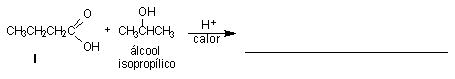 O
OH
CH₃CH₂CH₂C + CH₃CHCH₃ H⁺
OH
calor
I
álcool
isopropílico